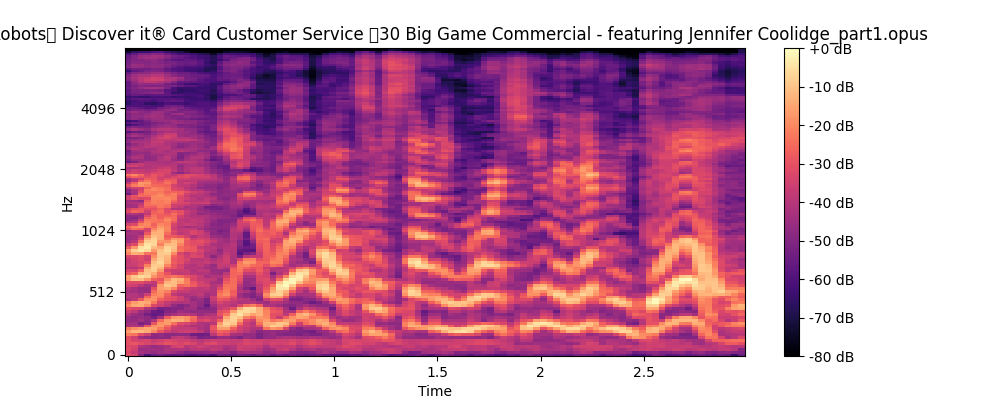 obots Discover it® Card Customer Service :30 Big Game Commercial - featuring Jennifer Coolidge_part1.opus
+0 dB
-10 dB
-20 dB
-30 dB
-40 dB
-50 dB
-60 dB
-70 dB
-80 dB
Hz
4096
2048
1024
512
0
0 0.5 1 1.5 2 2.5
Time